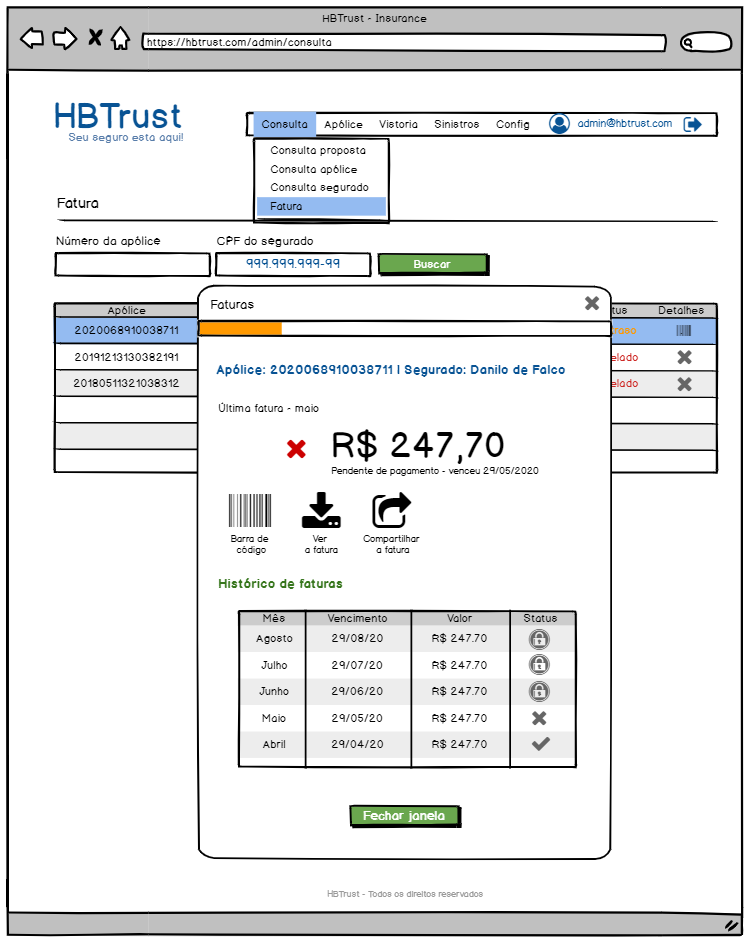 HBTrust - Insurance
https://hbtrust.com/admin/consulta
HBTrust
Seu seguro esta aqui!
Consulta Apólice Vistoria Sinistros Config admin@hbtrust.com
Consulta proposta
Consulta apólice
Consulta segurado
Fatura
Fatura
Número da apólice CPF do segurado
999.999.999-99 Buscar
Apólice Detalhes
2020068910038711
20191213130382191
20180511321038312
Faturas
Apólice: 2020068910038711 | Segurado: Danilo de Falco
Última fatura - maio
R$ 247,70
Pendente de pagamento - venceu 29/05/2020
Barra de
código
Ver
a fatura
Compartilhar
a fatura
Histórico de faturas
Mês Vencimento Valor Status
Agosto 29/08/20 R$ 247.70
Julho 29/07/20 R$ 247.70
Junho 29/06/20 R$ 247.70
Maio 29/05/20 R$ 247.70
Abril 29/04/20 R$ 247.70
Fechar janela
HBTrust - Todos os direitos reservados